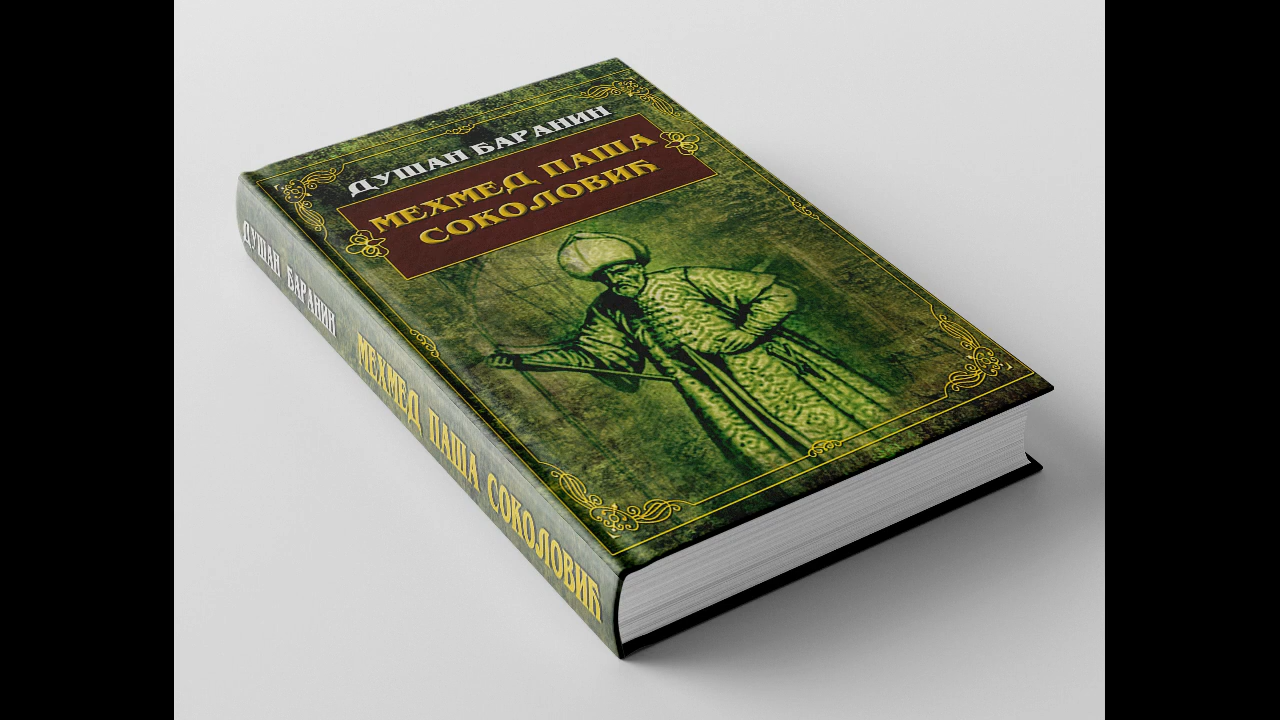 ДУШАН БАРАНИН
МЕХМЕД ПАША
СОКОЛОВИЋ
ДУШАН БАРАНИН МЕХМЕД ПАША СОКОЛОВИЋ